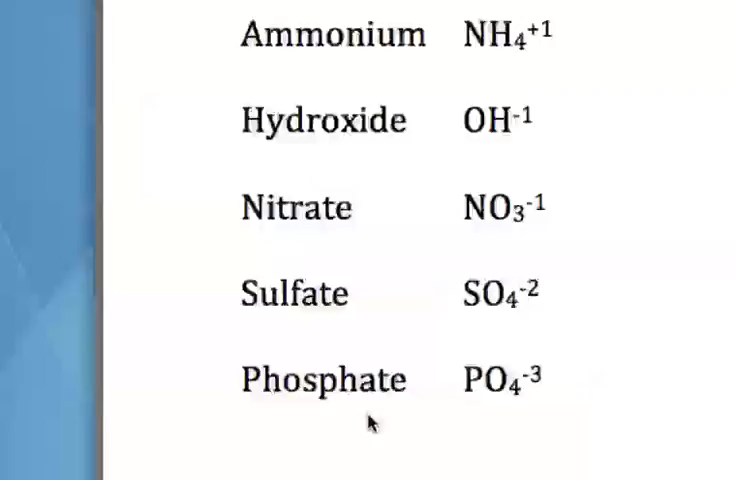 Ammonium NH₄⁺¹
Hydroxide OH⁻¹
Nitrate NO₃⁻¹
Sulfate SO₄⁻²
Phosphate PO₄⁻³